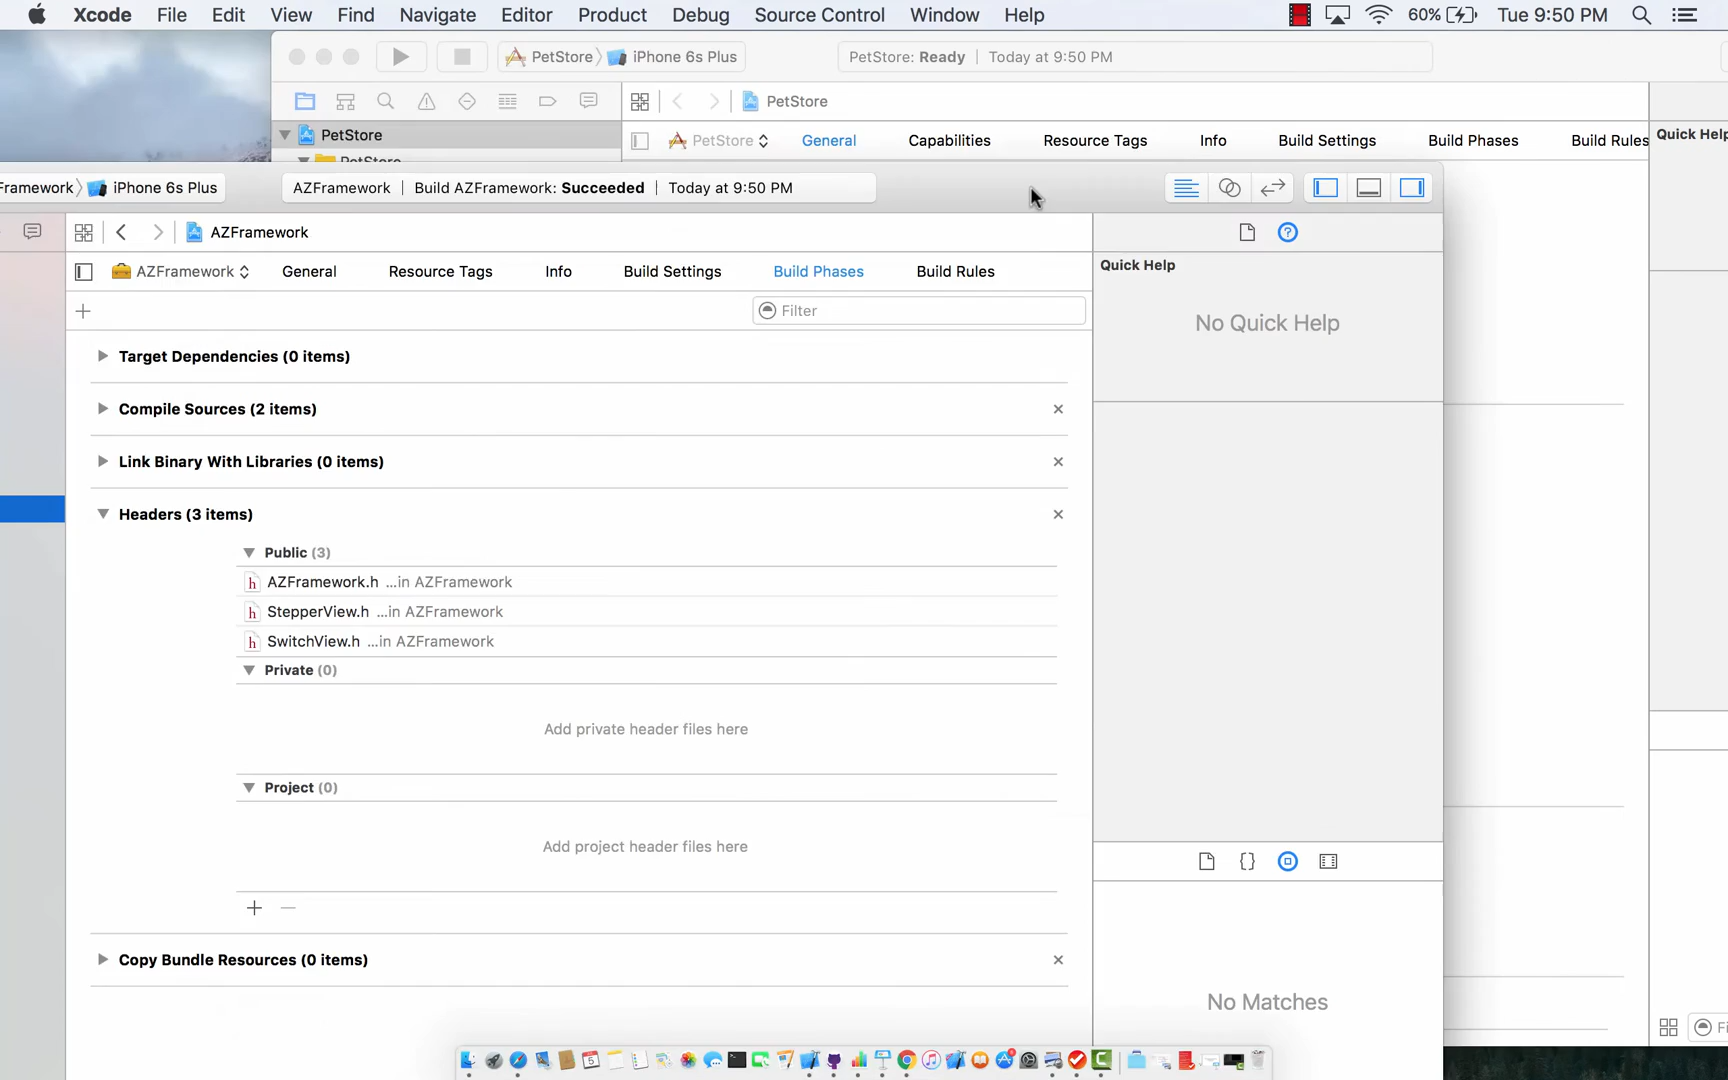 Xcode File Edit View Find Navigate Editor Product Debug Source Control Window Help 60% Tue 9:50 PM
PetStore iPhone 6s Plus PetStore: Ready | Today at 9:50 PM
PetStore
PetStore
PetStore General Capabilities Resource Tags Info Build Settings Build Phases Build Rules
Quick Help
PetStore
Framework iPhone 6s Plus AZFramework | Build AZFramework: Succeeded | Today at 9:50 PM
AZFramework
AZFramework General Resource Tags Info Build Settings Build Phases Build Rules
Quick Help
Filter
No Quick Help
Target Dependencies (0 items)
Compile Sources (2 items)
Link Binary With Libraries (0 items)
Headers (3 items)
Public (3)
AZFramework.h ...in AZFramework
StepperView.h ...in AZFramework
SwitchView.h ...in AZFramework
Private (0)
Add private header files here
Project (0)
Add project header files here
Copy Bundle Resources (0 items)
No Matches
Fi